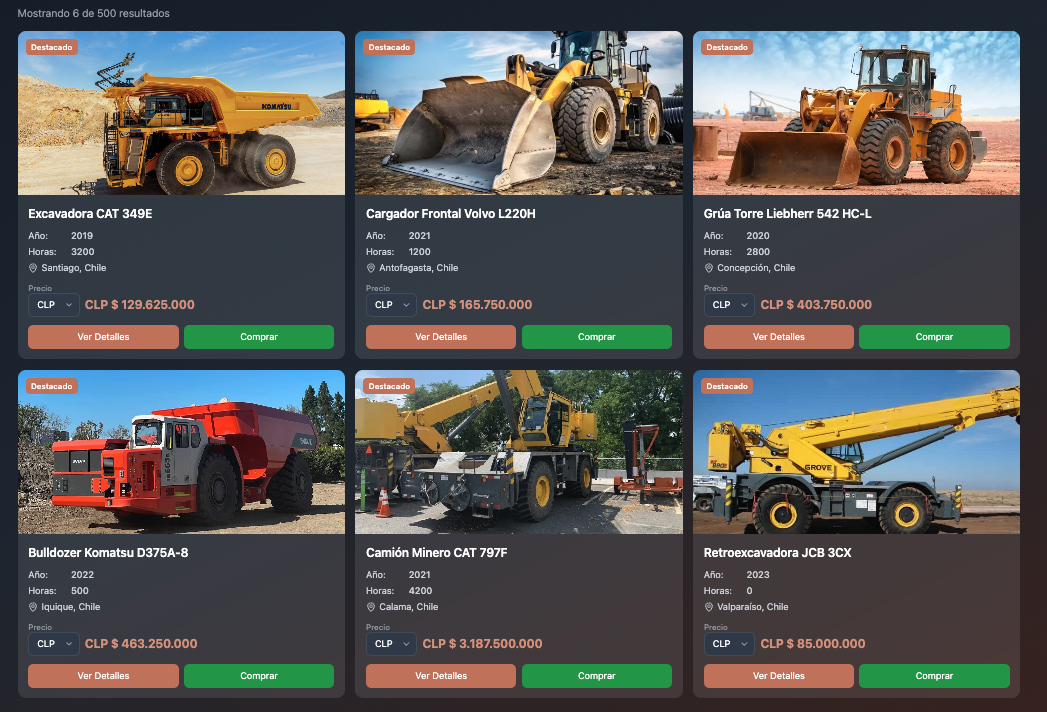 Mostrando 6 de 500 resultados
Destacado
KOMATSU
Excavadora CAT 349E
Año: 2019
Horas: 3200
Santiago, Chile
Precio
CLP CLP $ 129.625.000
Ver Detalles Comprar
Destacado
Cargador Frontal Volvo L220H
Año: 2021
Horas: 1200
Antofagasta, Chile
Precio
CLP CLP $ 165.750.000
Ver Detalles Comprar
Destacado
Grúa Torre Liebherr 542 HC-L
Año: 2020
Horas: 2800
Concepción, Chile
Precio
CLP CLP $ 403.750.000
Ver Detalles Comprar
Destacado
Bulldozer Komatsu D375A-8
Año: 2022
Horas: 500
Iquique, Chile
Precio
CLP CLP $ 463.250.000
Ver Detalles Comprar
Destacado
Camión Minero CAT 797F
Año: 2021
Horas: 4200
Calama, Chile
Precio
CLP CLP $ 3.187.500.000
Ver Detalles Comprar
Destacado
GROVE
Retroexcavadora JCB 3CX
Año: 2023
Horas: 0
Valparaíso, Chile
Precio
CLP CLP $ 85.000.000
Ver Detalles Comprar